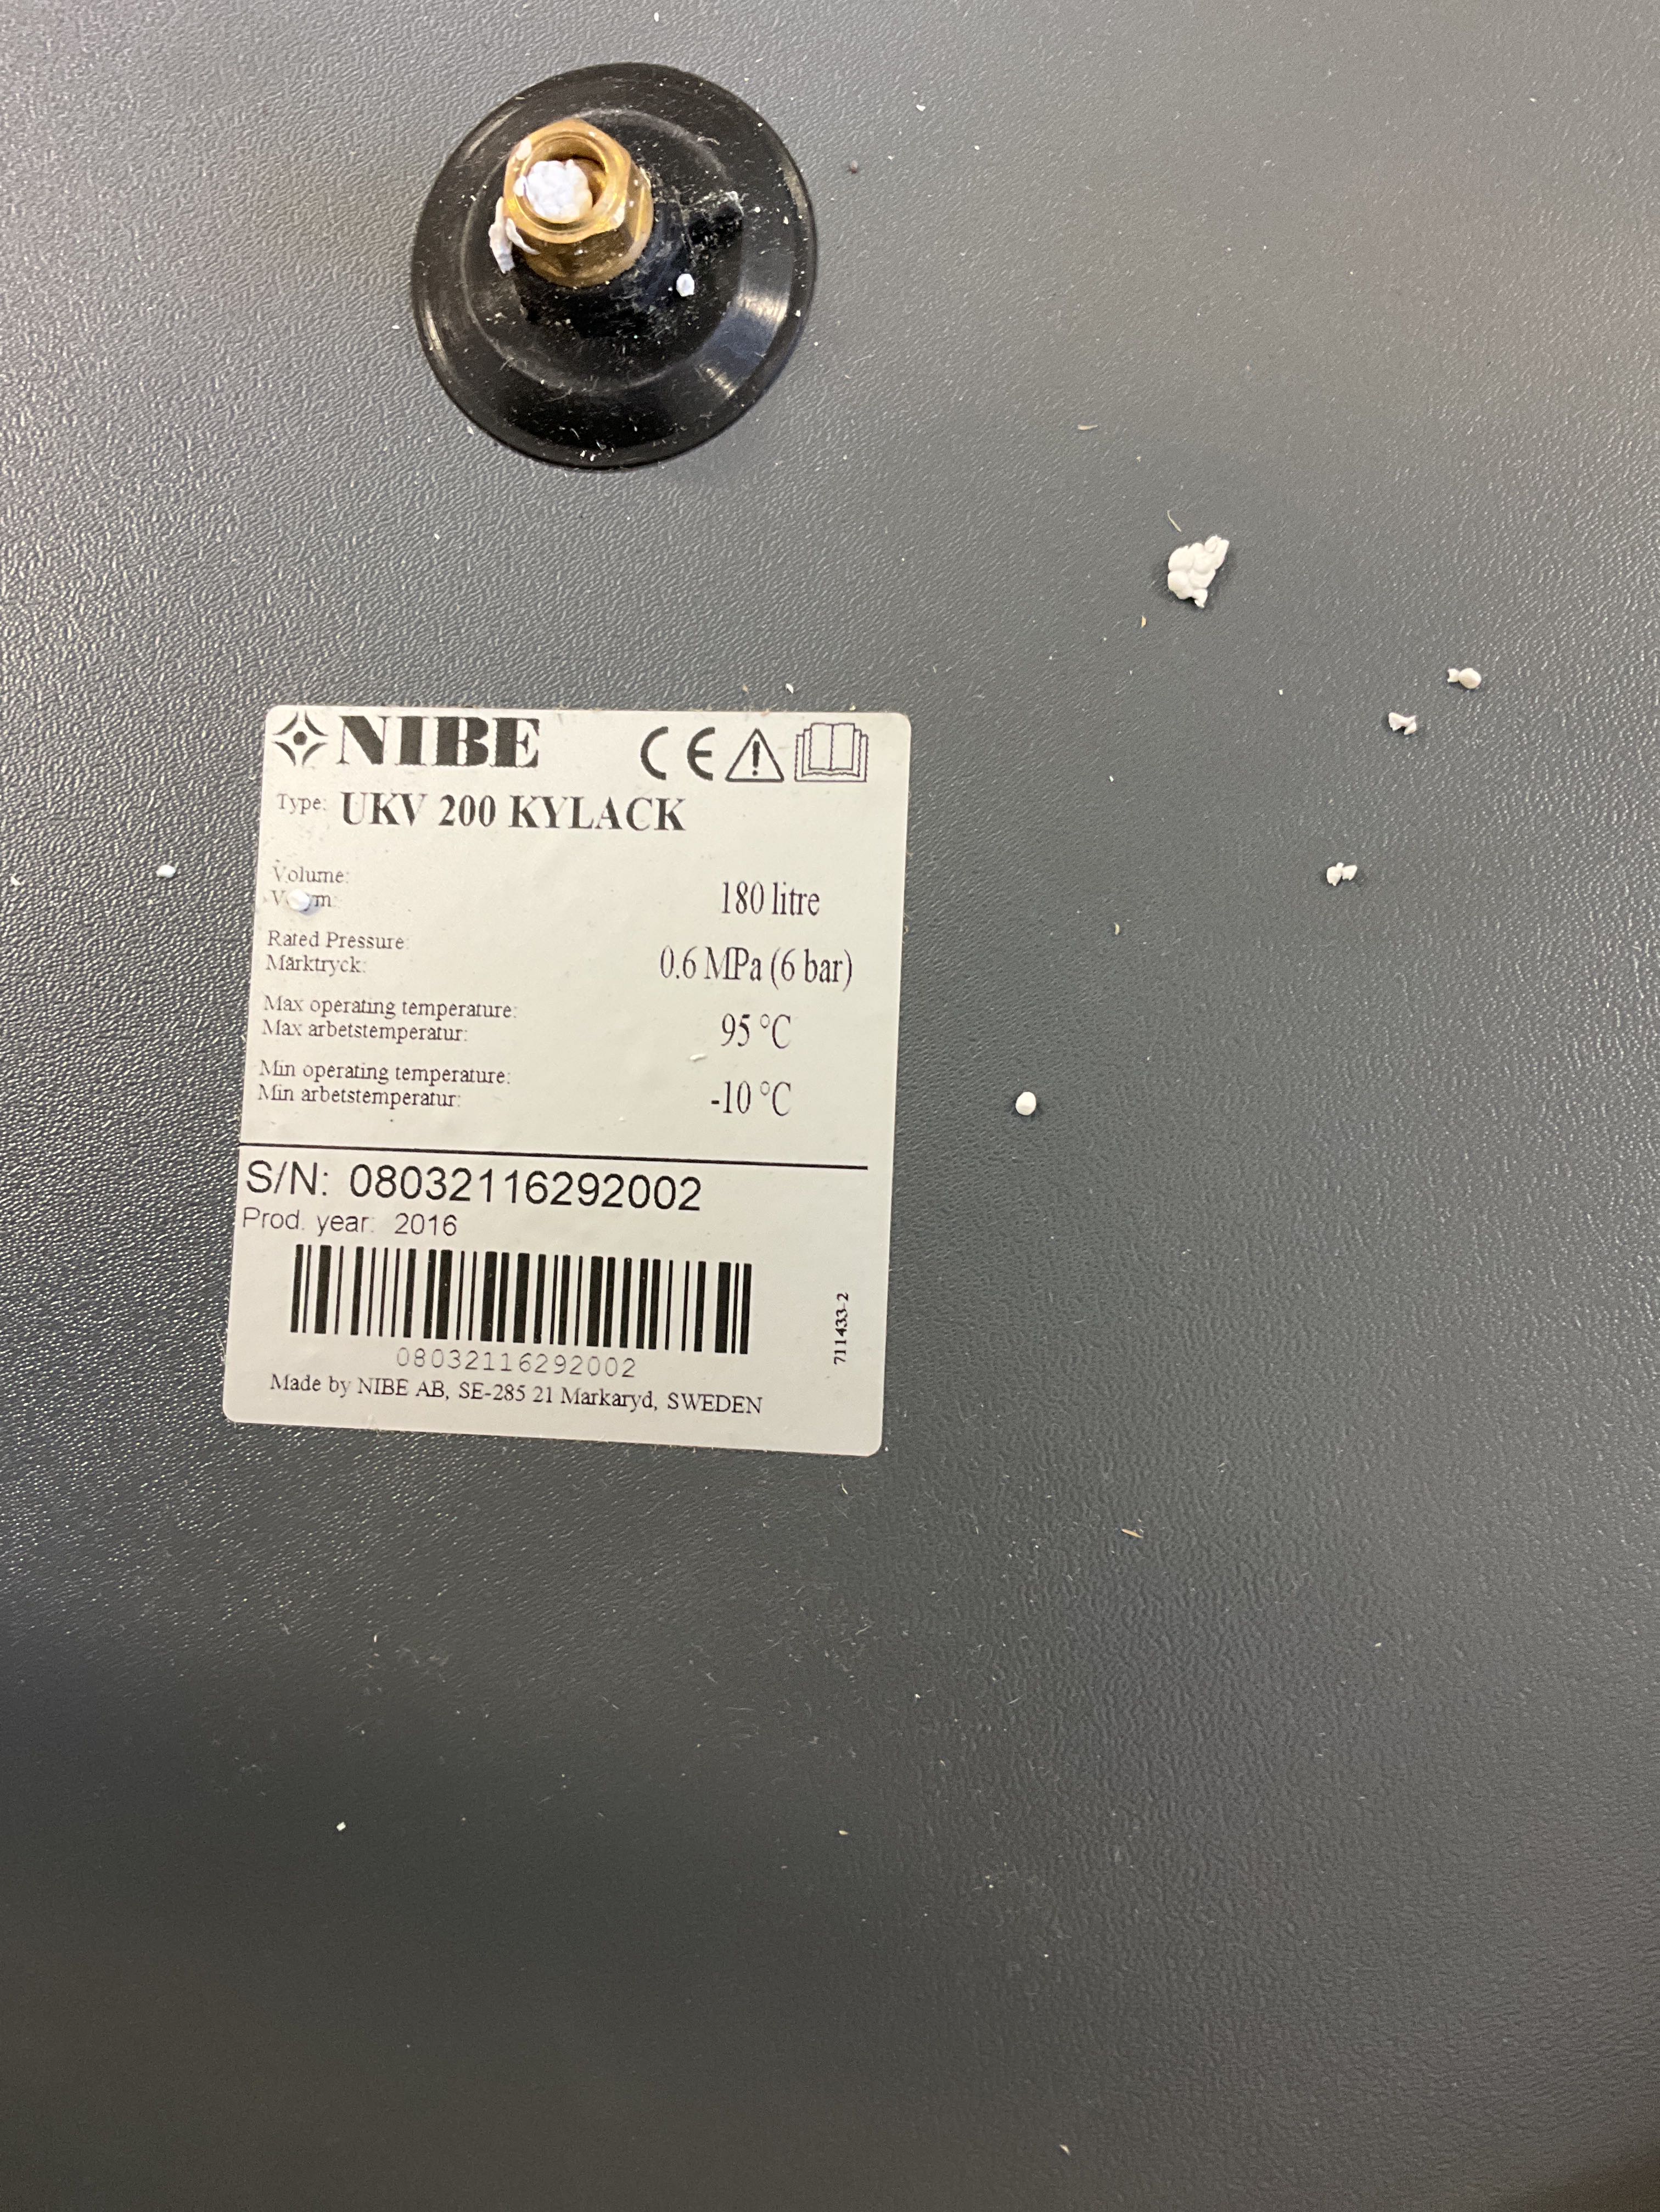 NIBE CE
Type: UKV 200 KYLACK
Volume:
180 litre
Rated Pressure:
Märktryck:
0.6 MPa (6 bar)
Max operating temperature:
Max arbetstemperatur:
95 °C
Min operating temperature:
Min arbetstemperatur:
-10 °C
S/N: 08032116292002
Prod. year: 2016
08032116292002
711433-2
Made by NIBE AB, SE-285 21 Markaryd, SWEDEN